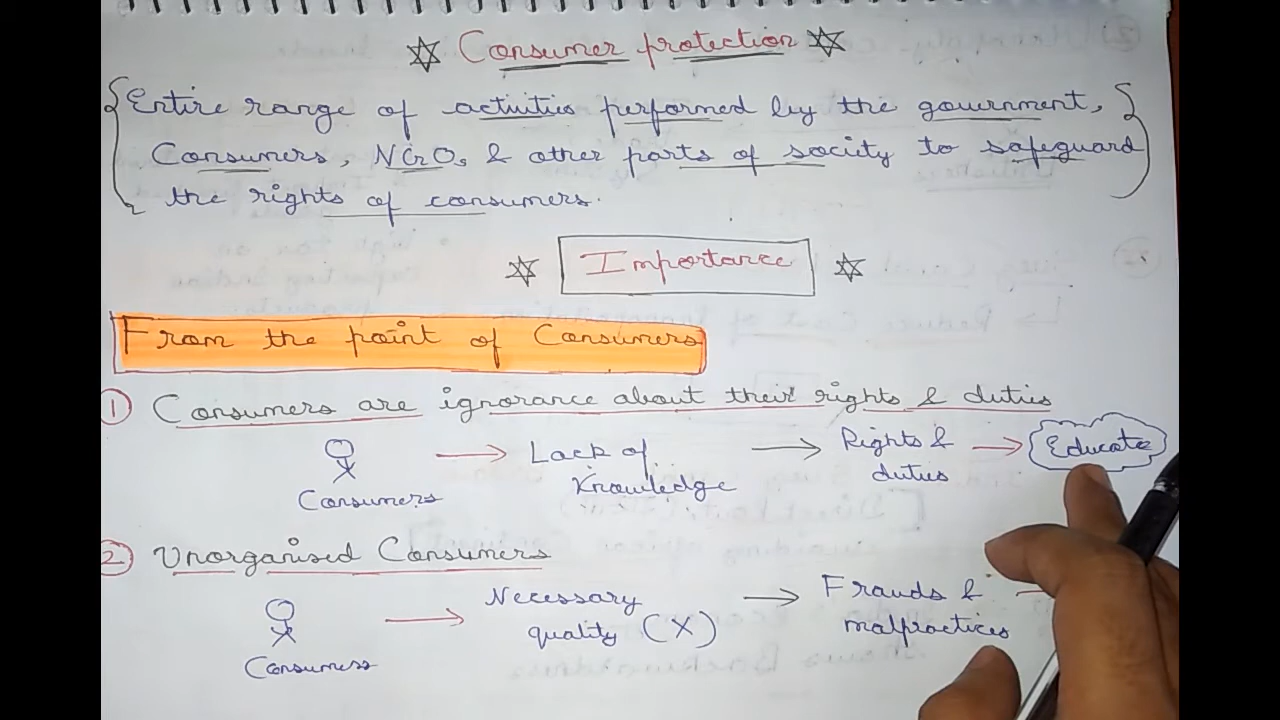 Consumer protection
Entire range of activities performed by the government,
Consumers, NGOs & other parts of society to safeguard
the rights of consumers.
Importance
From the point of Consumers
① Consumers are ignorance about their rights & duties
Consumers → Lack of Knowledge → Rights & duties → Educate
② Unorganised Consumers
Consumers → Necessary quality (X) → Frauds & malpractices →